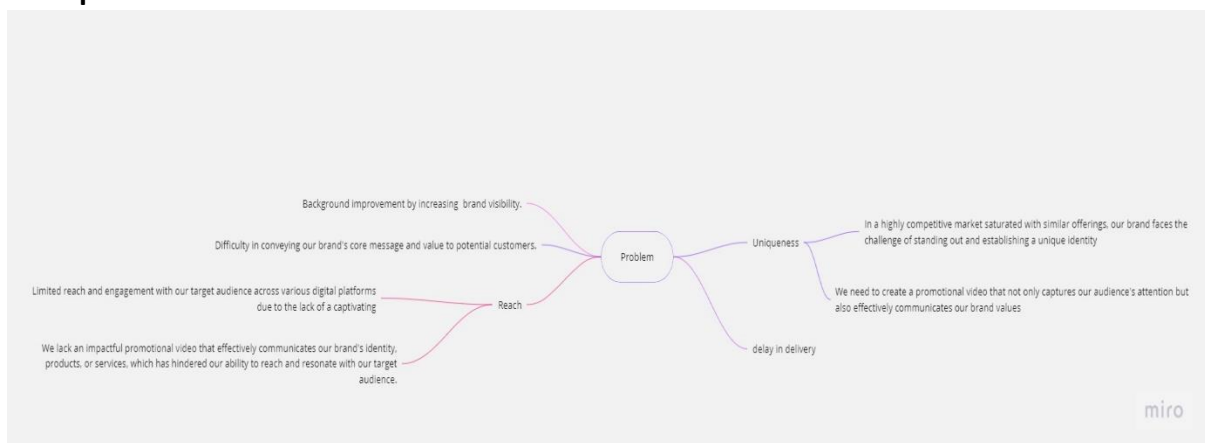 Background improvement by increasing brand visibility.
Difficulty in conveying our brand's core message and value to potential customers.
Limited reach and engagement with our target audience across various digital platforms
due to the lack of a captivating
Reach
We lack an impactful promotional video that effectively communicates our brand's identity,
products, or services, which has hindered our ability to reach and resonate with our target
audience.
Problem
Uniqueness
In a highly competitive market saturated with similar offerings, our brand faces the
challenge of standing out and establishing a unique identity
We need to create a promotional video that not only captures our audience's attention but
also effectively communicates our brand values
delay in delivery
miro